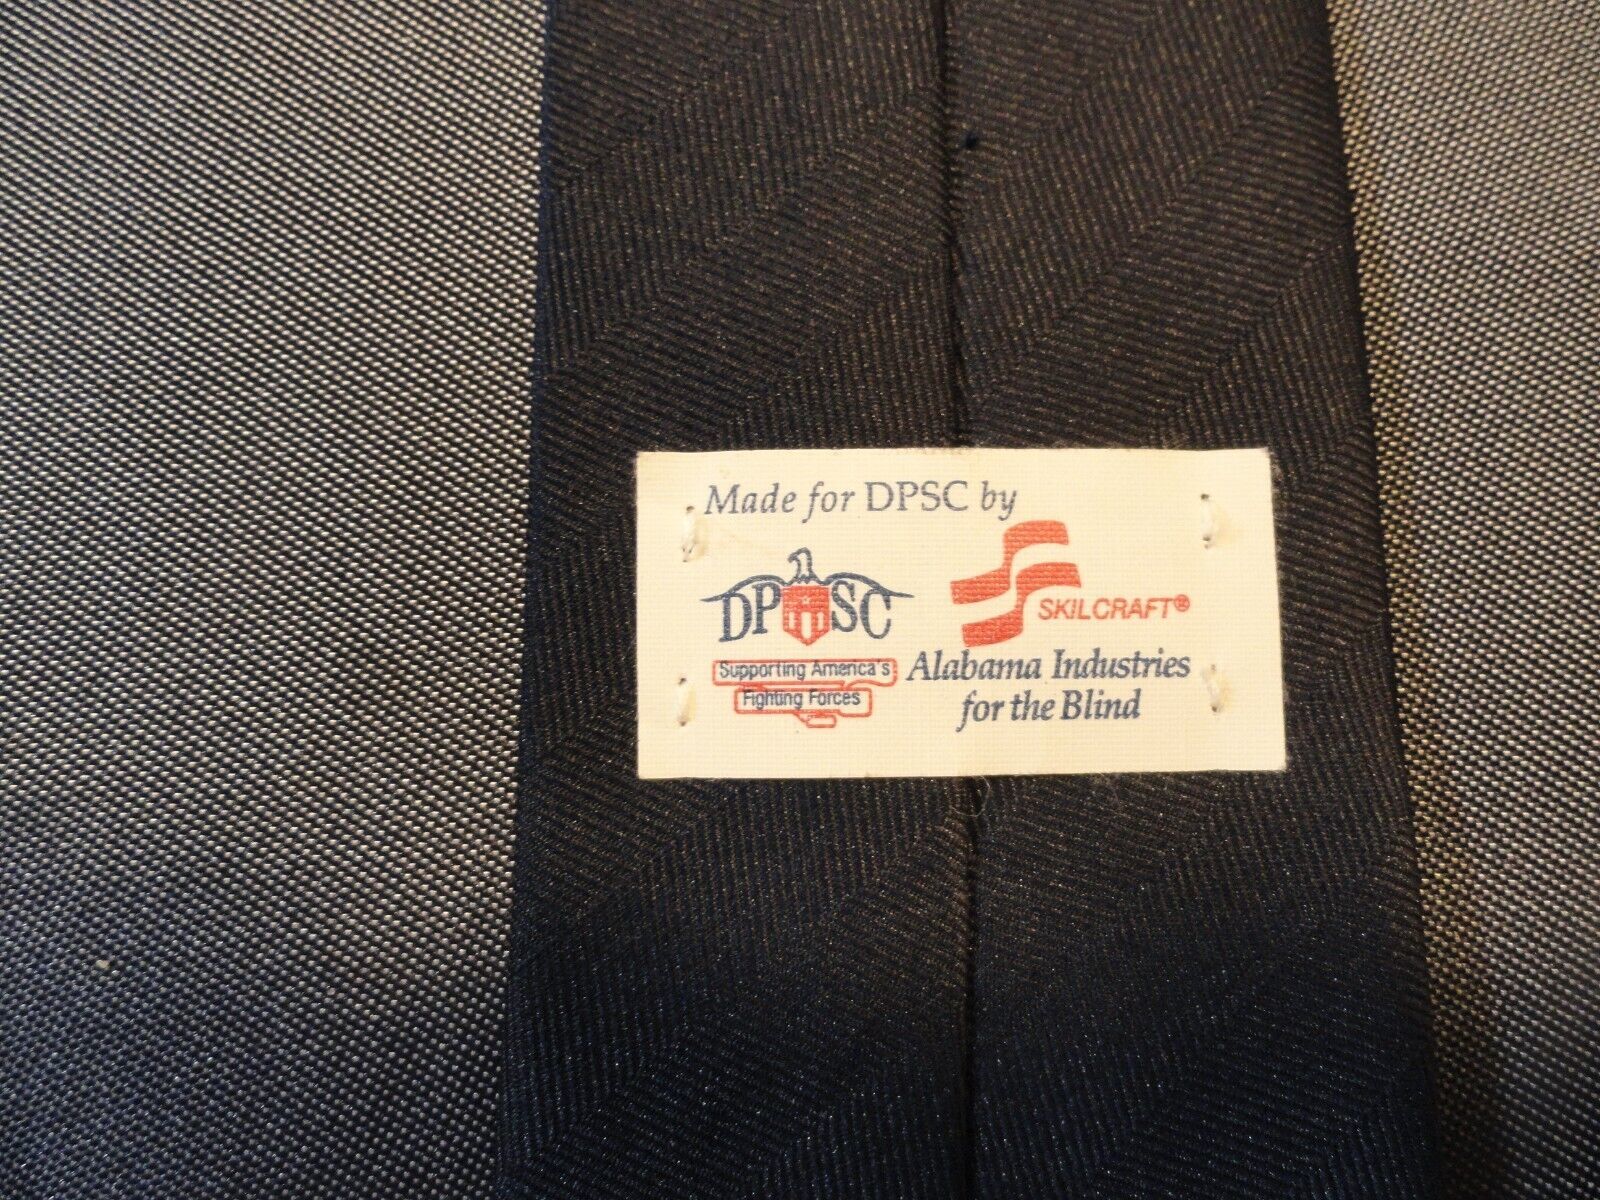 Made for DPSC by
DPSC
Supporting America's
Fighting Forces
SKILCRAFT®
Alabama Industries
for the Blind